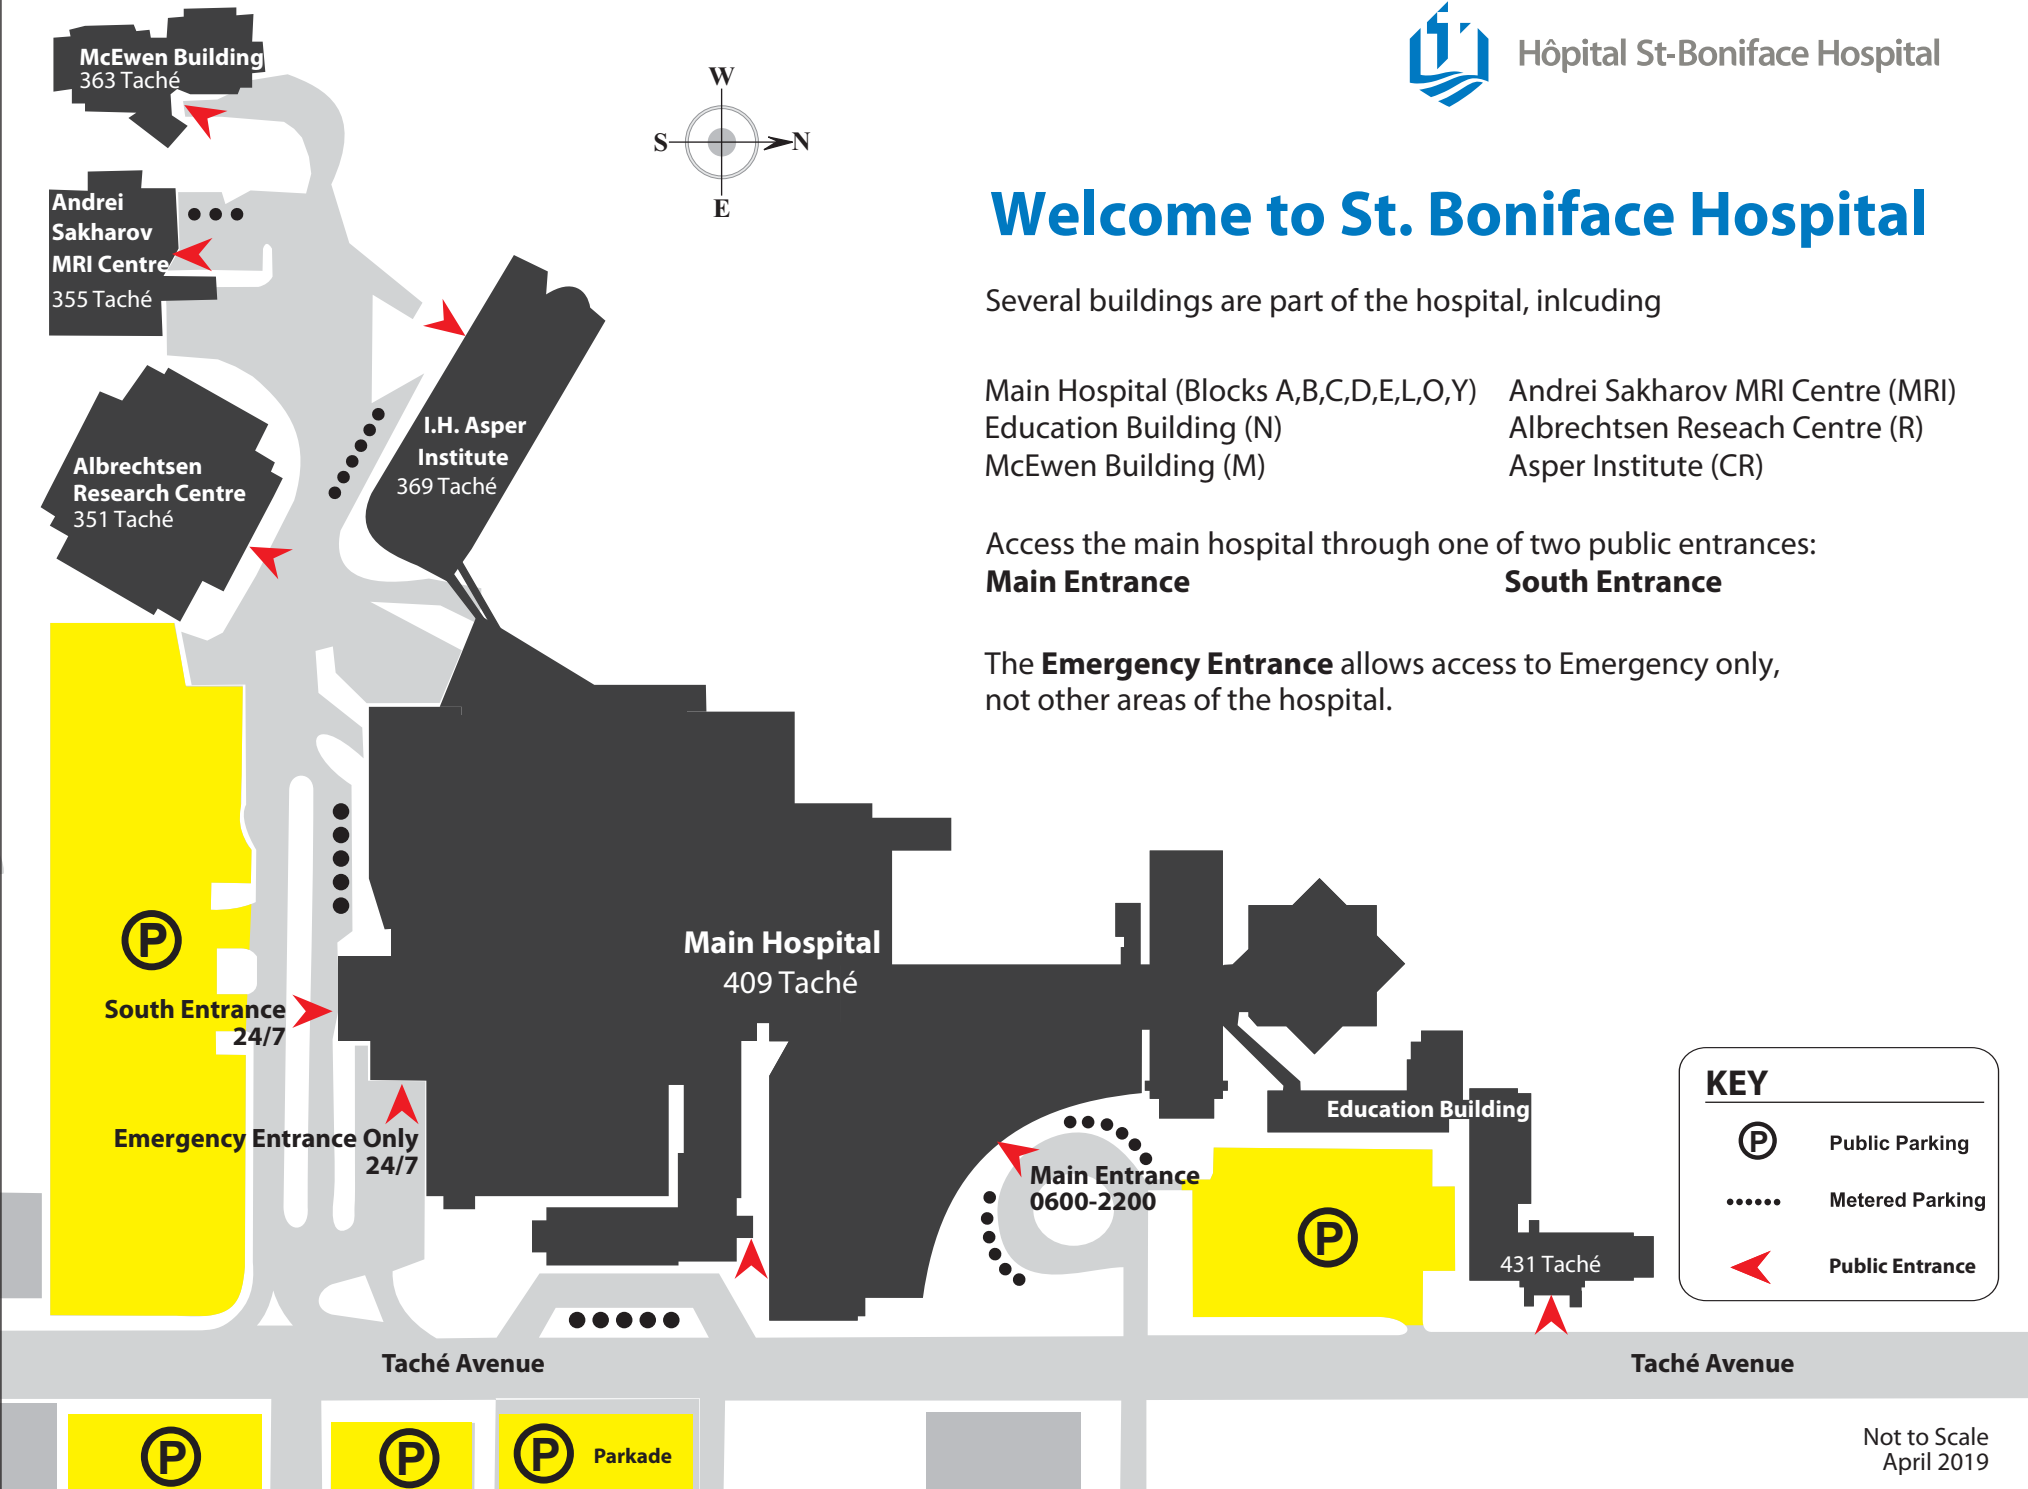 McEwen Building
363 Taché
W
S
N
E
Hôpital St-Boniface Hospital
Welcome to St. Boniface Hospital
Andrei
Sakharov
MRI Centre
355 Taché
Several buildings are part of the hospital, inlcuding
Main Hospital (Blocks A,B,C,D,E,L,O,Y)
Andrei Sakharov MRI Centre (MRI)
Education Building (N)
Albrechtsen Reseach Centre (R)
McEwen Building (M)
Asper Institute (CR)
I.H. Asper
Institute
369 Taché
Albrechtsen
Research Centre
351 Taché
Access the main hospital through one of two public entrances:
Main Entrance
South Entrance
The Emergency Entrance allows access to Emergency only,
not other areas of the hospital.
P
Main Hospital
409 Taché
South Entrance
24/7
Emergency Entrance Only
24/7
Education Building
Main Entrance
0600-2200
P
431 Taché
KEY
P
Public Parking
Metered Parking
Public Entrance
Taché Avenue
Taché Avenue
P
P
P
Parkade
Not to Scale
April 2019